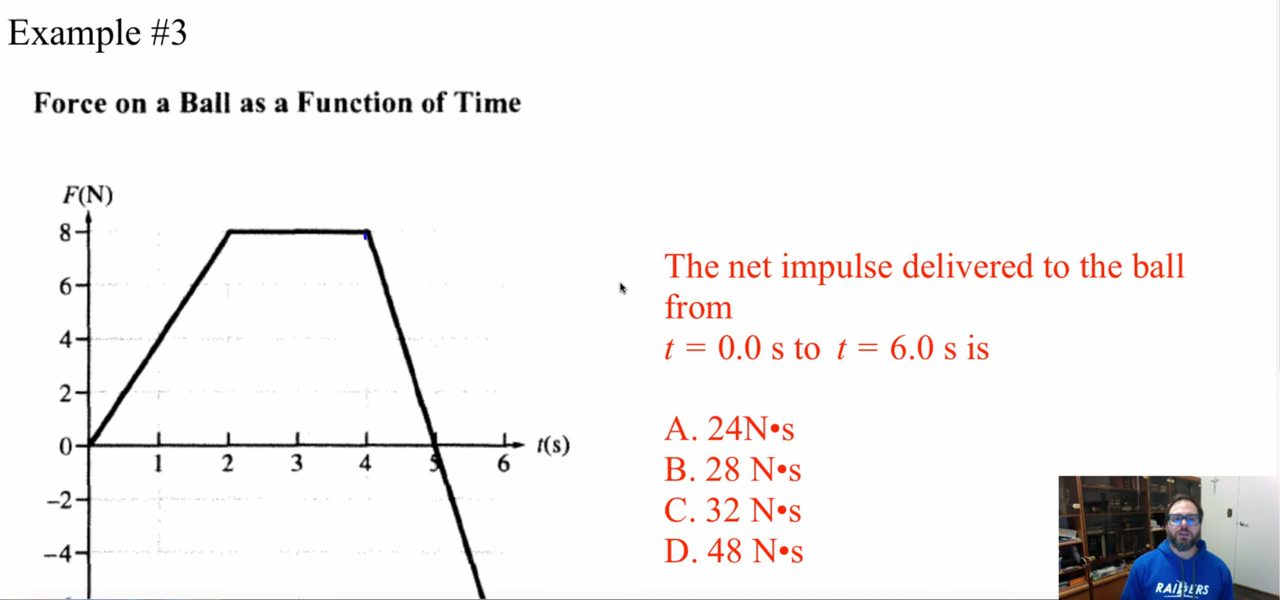 Example #3
Force on a Ball as a Function of Time
F(N)
8
6
4
2
0
-2
-4
1 2 3 4 5 6 t(s)
The net impulse delivered to the ball
from
t = 0.0 s to t = 6.0 s is
A. 24N•s
B. 28 N•s
C. 32 N•s
D. 48 N•s
RAIDERS